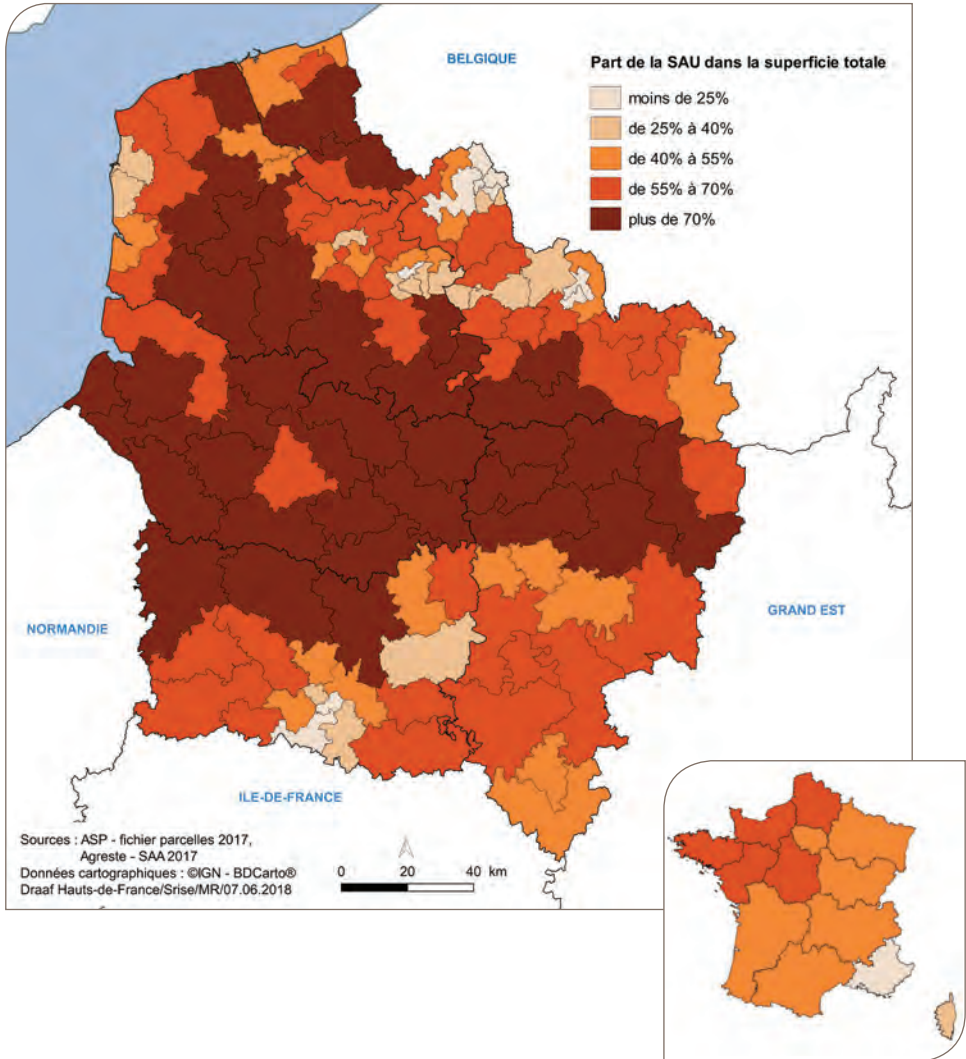 BELGIQUE
Part de la SAU dans la superficie totale
moins de 25%
de 25% à 40%
de 40% à 55%
de 55% à 70%
plus de 70%
NORMANDIE
GRAND EST
ILE-DE-FRANCE
Sources : ASP - fichier parcelles 2017,
Agreste - SAA 2017
Données cartographiques : ©IGN - BDCarto®
Draaf Hauts-de-France/Srise/MR/07.06.2018
0 20 40 km